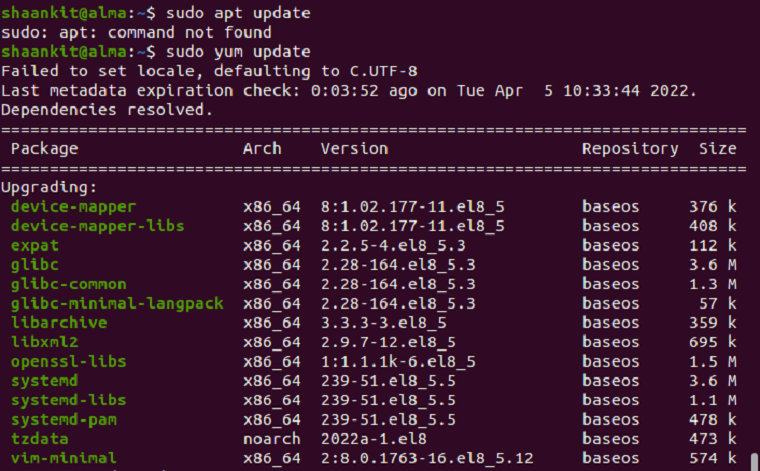 shaankit@alma:~$ sudo apt update
sudo: apt: command not found
shaankit@alma:~$ sudo yum update
Failed to set locale, defaulting to C.UTF-8
Last metadata expiration check: 0:03:52 ago on Tue Apr  5 10:33:44 2022.
Dependencies resolved.
============================================================================
 Package                Arch    Version                    Repository  Size
============================================================================
Upgrading:
 device-mapper          x86_64  8:1.02.177-11.el8_5        baseos     376 k
 device-mapper-libs     x86_64  8:1.02.177-11.el8_5        baseos     408 k
 expat                  x86_64  2.2.5-4.el8_5.3            baseos     112 k
 glibc                  x86_64  2.28-164.el8_5.3           baseos     3.6 M
 glibc-common           x86_64  2.28-164.el8_5.3           baseos     1.3 M
 glibc-minimal-langpack x86_64  2.28-164.el8_5.3           baseos      57 k
 libarchive             x86_64  3.3.3-3.el8_5              baseos     359 k
 libxml2                x86_64  2.9.7-12.el8_5             baseos     695 k
 openssl-libs           x86_64  1:1.1.1k-6.el8_5           baseos     1.5 M
 systemd                x86_64  239-51.el8_5.5             baseos     3.6 M
 systemd-libs           x86_64  239-51.el8_5.5             baseos     1.1 M
 systemd-pam            x86_64  239-51.el8_5.5             baseos     478 k
 tzdata                 noarch  2022a-1.el8                baseos     473 k
 vim-minimal            x86_64  2:8.0.1763-16.el8_5.12     baseos     574 k